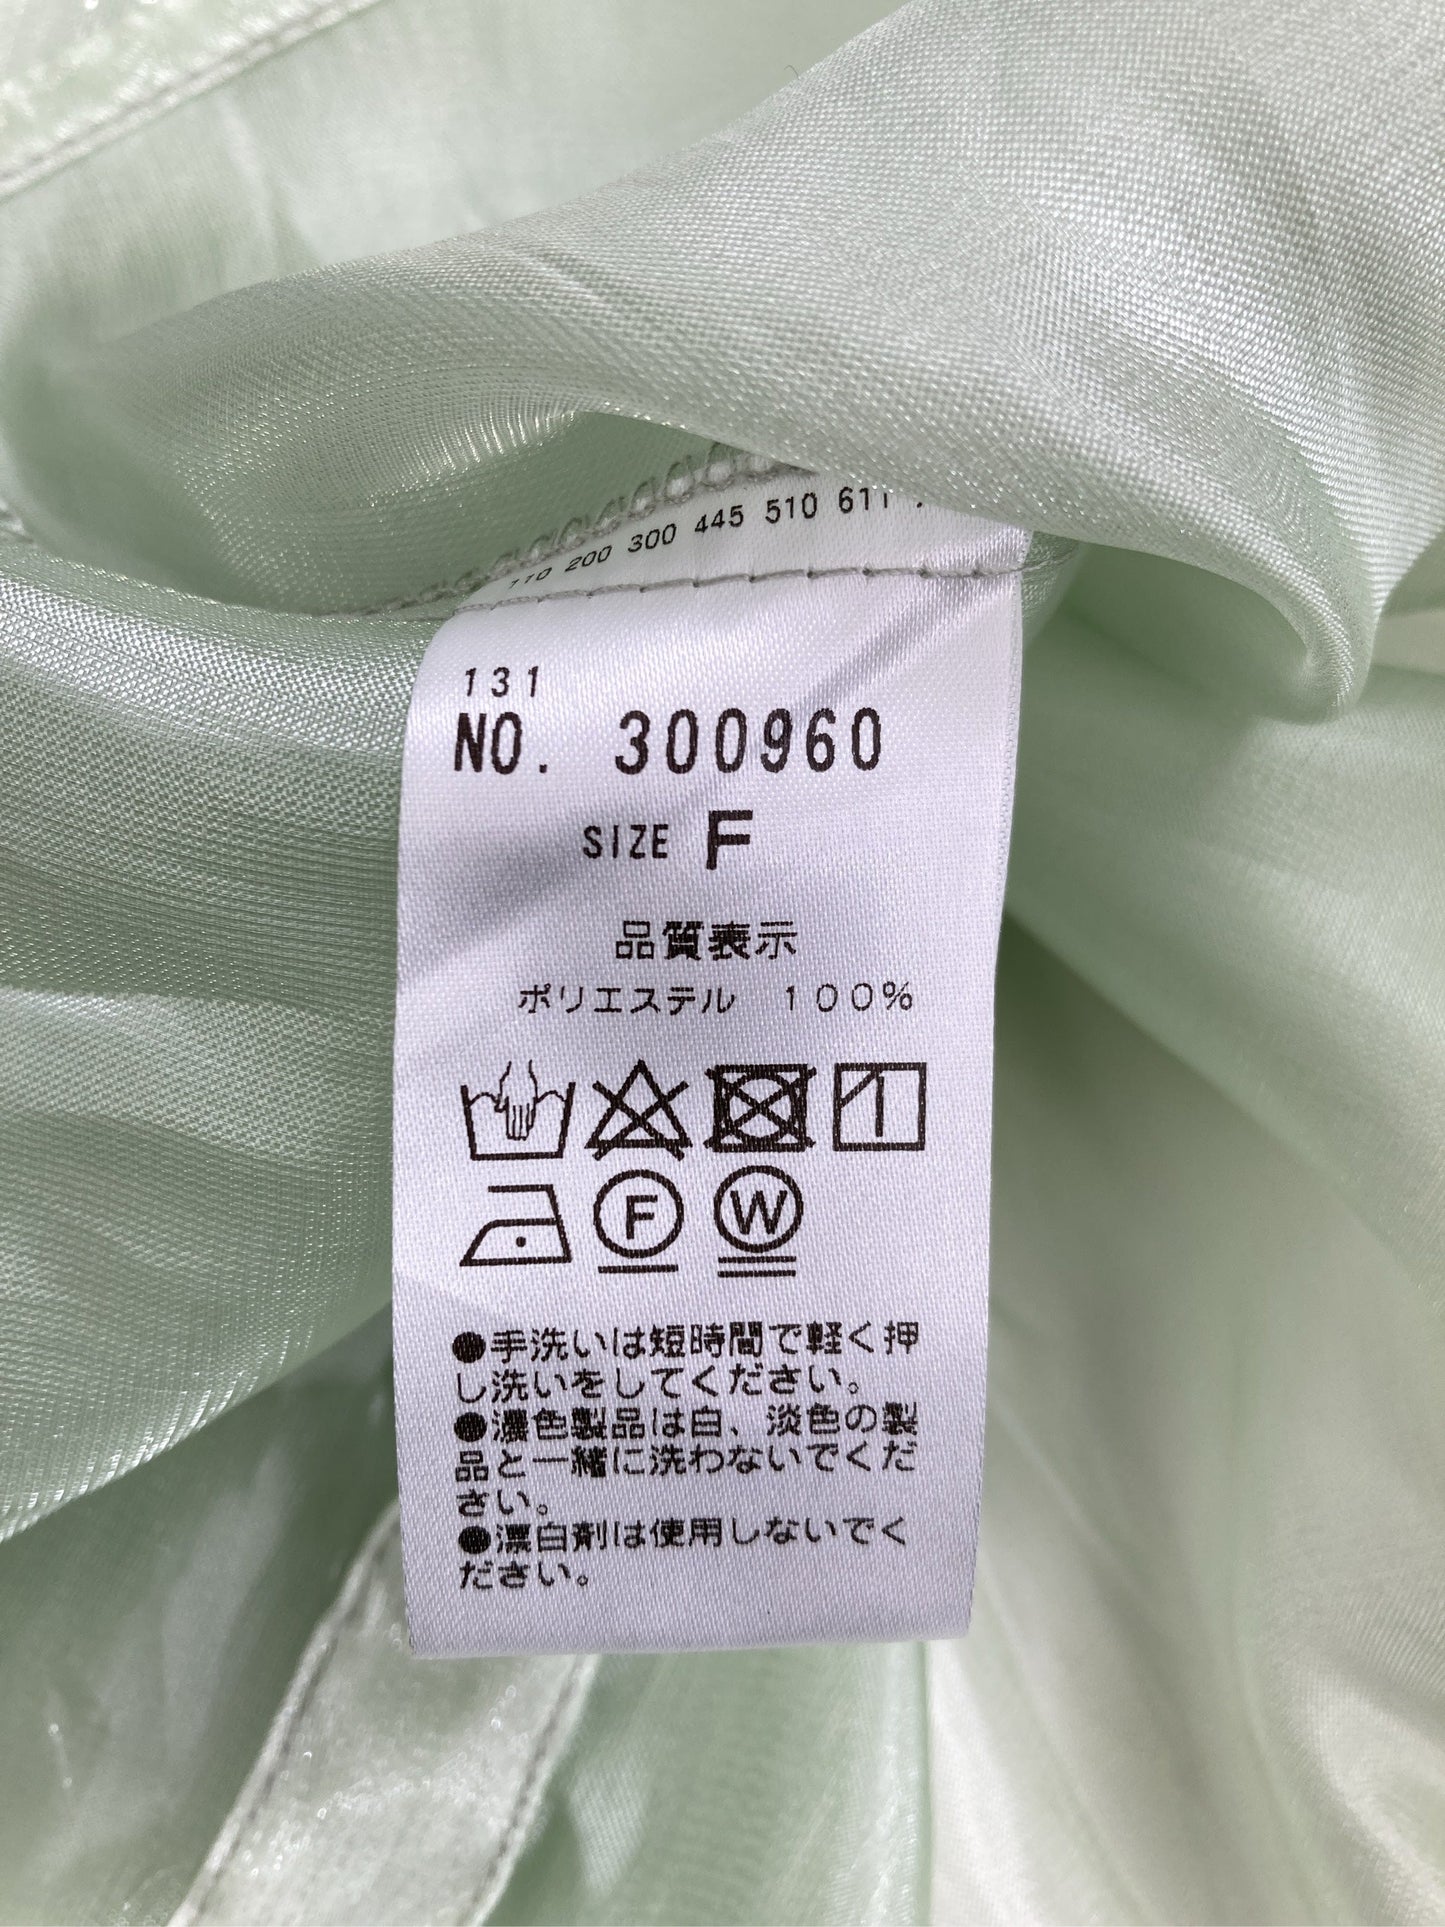 200 300 445 510 611
131
NO. 300960
SIZE F
品質表示
ポリエステル 100%
F W
●手洗いは短時間で軽く押
し洗いをしてください。
●濃色製品は白、淡色の製
品と一緒に洗わないでくだ
さい。
●漂白剤は使用しないでく
ださい。